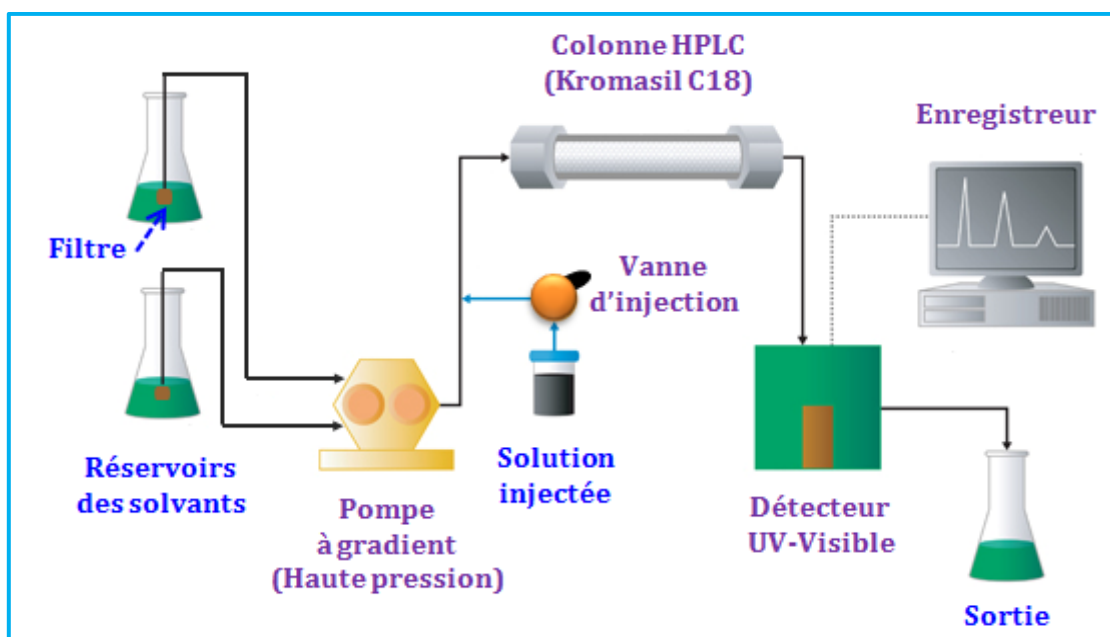 Colonne HPLC
(Kromasil C18)
Enregistreur
Filtre
Vanne
d'injection
Réservoirs
des solvants
Pompe
à gradient
(Haute pression)
Solution
injectée
Détecteur
UV-Visible
Sortie